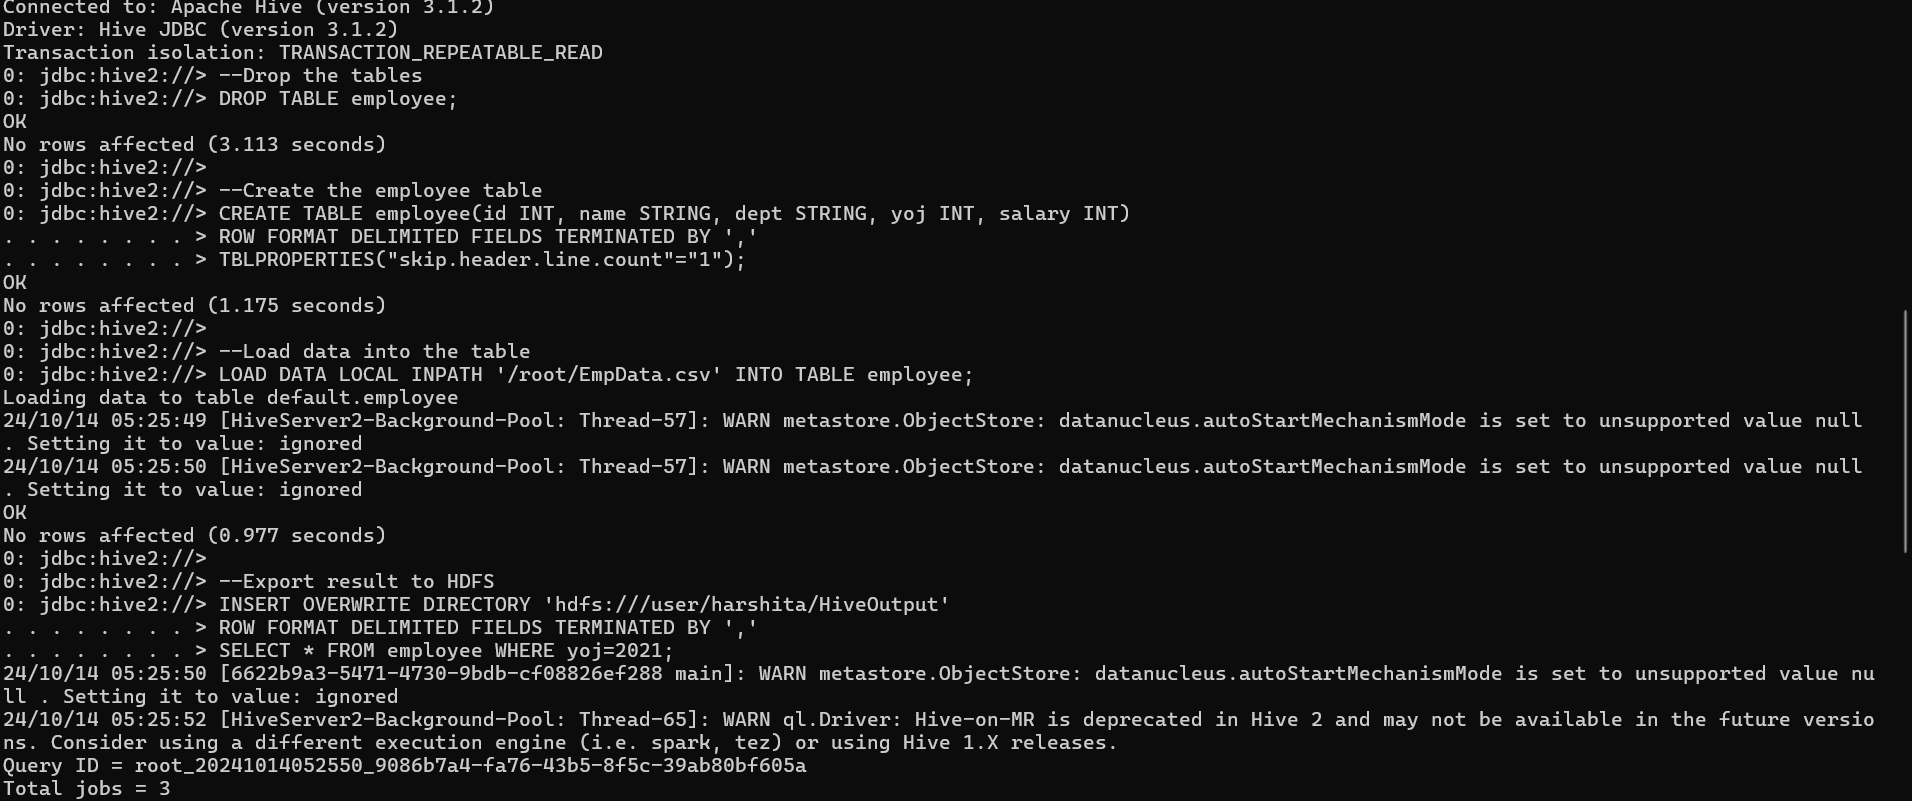 Connected to: Apache Hive (version 3.1.2)
Driver: Hive JDBC (version 3.1.2)
Transaction isolation: TRANSACTION_REPEATABLE_READ
0: jdbc:hive2://> --Drop the tables
0: jdbc:hive2://> DROP TABLE employee;
OK
No rows affected (3.113 seconds)
0: jdbc:hive2://>
0: jdbc:hive2://> --Create the employee table
0: jdbc:hive2://> CREATE TABLE employee(id INT, name STRING, dept STRING, yoj INT, salary INT)
. . . . . . . . > ROW FORMAT DELIMITED FIELDS TERMINATED BY ','
. . . . . . . . > TBLPROPERTIES("skip.header.line.count"="1");
OK
No rows affected (1.175 seconds)
0: jdbc:hive2://>
0: jdbc:hive2://> --Load data into the table
0: jdbc:hive2://> LOAD DATA LOCAL INPATH '/root/EmpData.csv' INTO TABLE employee;
Loading data to table default.employee
24/10/14 05:25:49 [HiveServer2-Background-Pool: Thread-57]: WARN metastore.ObjectStore: datanucleus.autoStartMechanismMode is set to unsupported value null
. Setting it to value: ignored
24/10/14 05:25:50 [HiveServer2-Background-Pool: Thread-57]: WARN metastore.ObjectStore: datanucleus.autoStartMechanismMode is set to unsupported value null
. Setting it to value: ignored
OK
No rows affected (0.977 seconds)
0: jdbc:hive2://>
0: jdbc:hive2://> --Export result to HDFS
0: jdbc:hive2://> INSERT OVERWRITE DIRECTORY 'hdfs:///user/harshita/HiveOutput'
. . . . . . . . > ROW FORMAT DELIMITED FIELDS TERMINATED BY ','
. . . . . . . . > SELECT * FROM employee WHERE yoj=2021;
24/10/14 05:25:50 [6622b9a3-5471-4730-9bdb-cf08826ef288 main]: WARN metastore.ObjectStore: datanucleus.autoStartMechanismMode is set to unsupported value nu
ll . Setting it to value: ignored
24/10/14 05:25:52 [HiveServer2-Background-Pool: Thread-65]: WARN ql.Driver: Hive-on-MR is deprecated in Hive 2 and may not be available in the future versio
ns. Consider using a different execution engine (i.e. spark, tez) or using Hive 1.X releases.
Query ID = root_20241014052550_9086b7a4-fa76-43b5-8f5c-39ab80bf605a
Total jobs = 3